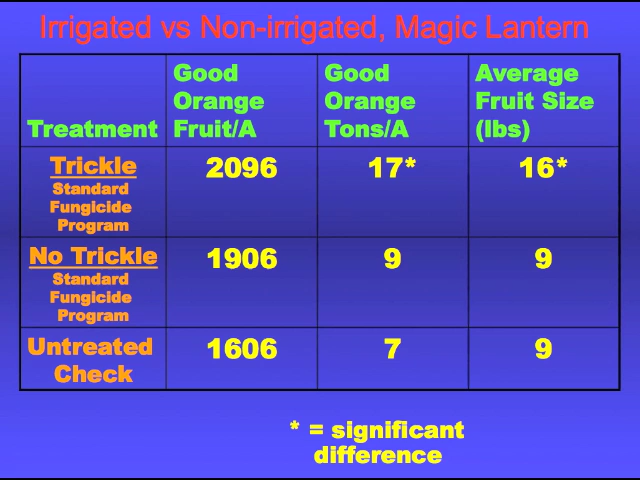 Irrigated vs Non-irrigated, Magic Lantern
Treatment
Good
Orange
Fruit/A
Good
Orange
Tons/A
Average
Fruit Size
(lbs)
Trickle
Standard
Fungicide
Program
2096
17*
16*
No Trickle
Standard
Fungicide
Program
1906
9
9
Untreated
Check
1606
7
9
* = significant
difference